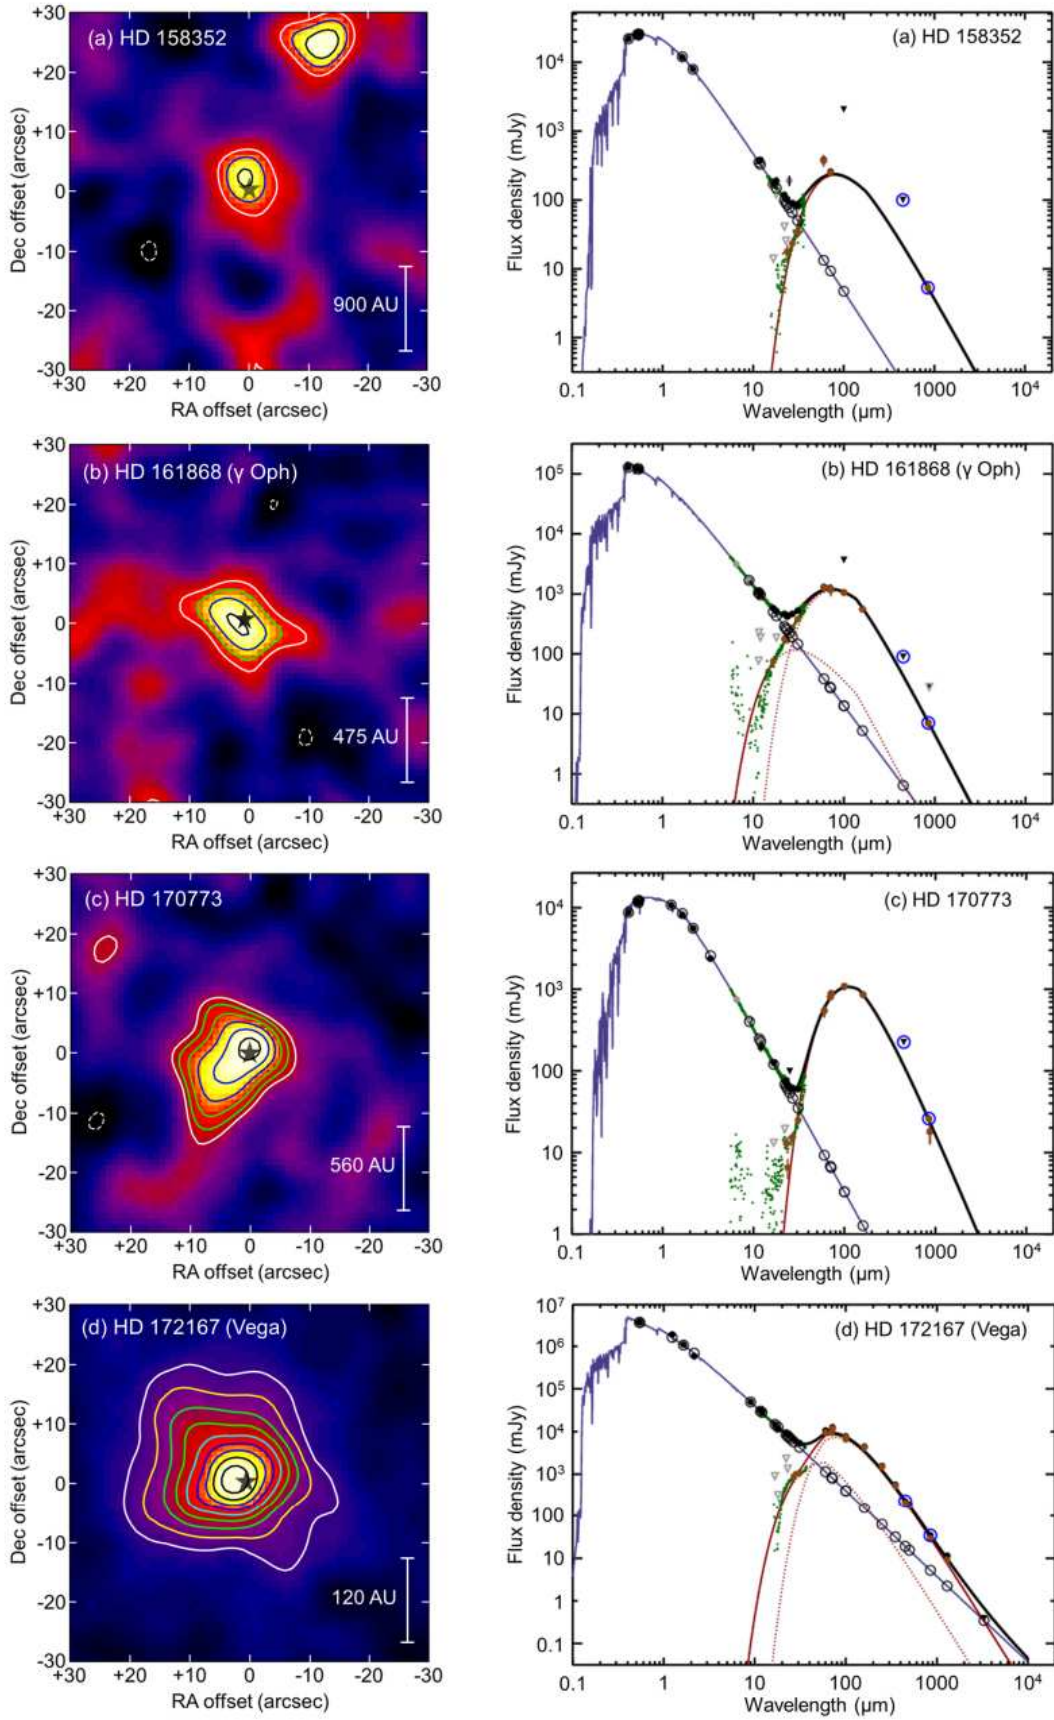 (a) HD 158352
+30
+20
+10
0
-10
-20
-30
Dec offset (arcsec)
900 AU
+30 +20 +10 0 -10 -20 -30
RA offset (arcsec)
(a) HD 158352
10⁴
10³
100
10
1
Flux density (mJy)
0.1 1 10 100 1000 10⁴
Wavelength (µm)
(b) HD 161868 (γ Oph)
+30
+20
+10
0
-10
-20
-30
Dec offset (arcsec)
475 AU
+30 +20 +10 0 -10 -20 -30
RA offset (arcsec)
(b) HD 161868 (γ Oph)
10⁵
10⁴
10³
100
10
1
Flux density (mJy)
0.1 1 10 100 1000 10⁴
Wavelength (µm)
(c) HD 170773
+30
+20
+10
0
-10
-20
-30
Dec offset (arcsec)
560 AU
+30 +20 +10 0 -10 -20 -30
RA offset (arcsec)
(c) HD 170773
10⁴
10³
100
10
1
Flux density (mJy)
0.1 1 10 100 1000 10⁴
Wavelength (µm)
(d) HD 172167 (Vega)
+30
+20
+10
0
-10
-20
-30
Dec offset (arcsec)
120 AU
+30 +20 +10 0 -10 -20 -30
RA offset (arcsec)
(d) HD 172167 (Vega)
10⁷
10⁶
10⁵
10⁴
10³
100
10
1
0.1
Flux density (mJy)
0.1 1 10 100 1000 10⁴
Wavelength (µm)